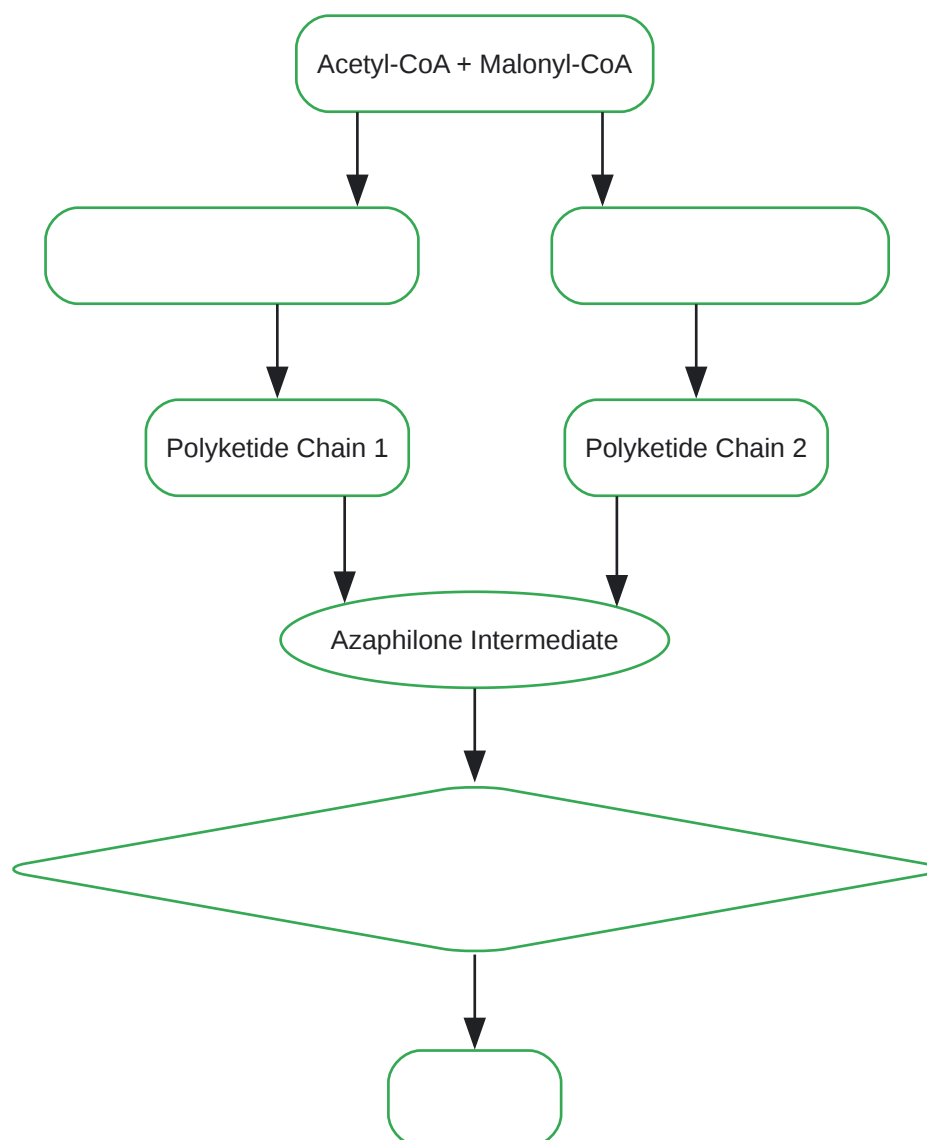 Acetyl-CoA + Malonyl-CoA
Polyketide Chain 1
Polyketide Chain 2
Azaphilone Intermediate